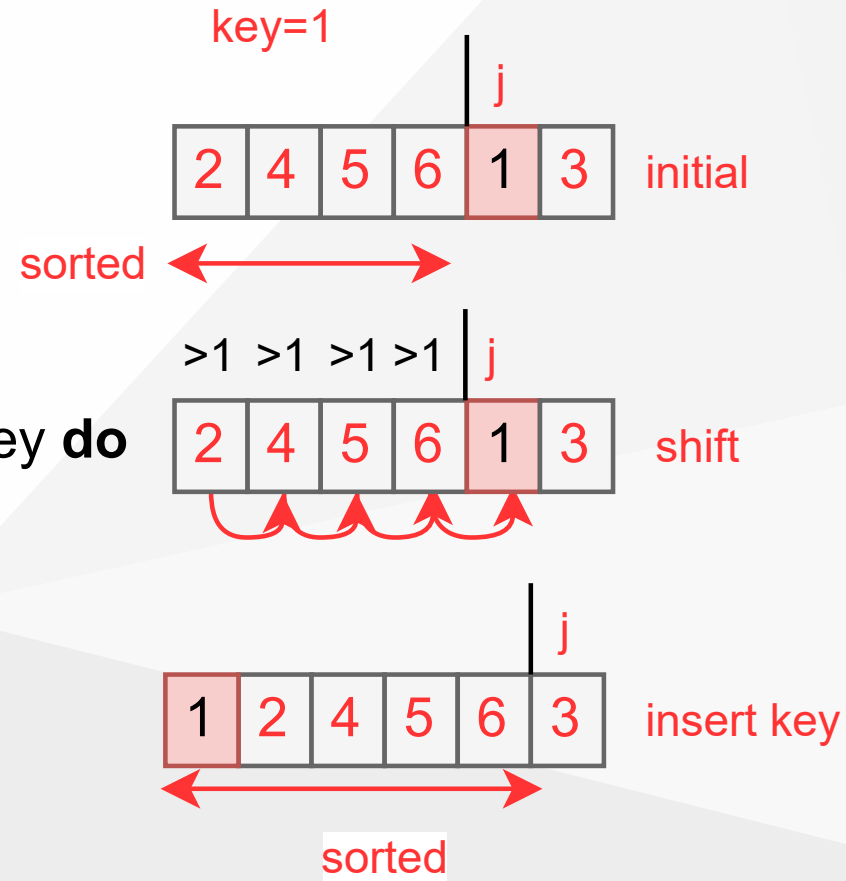 key=1
j
2 4 5 6 1 3 initial
sorted
>1 >1 >1 >1 j
ey do 2 4 5 6 1 3 shift
j
1 2 4 5 6 3 insert key
sorted